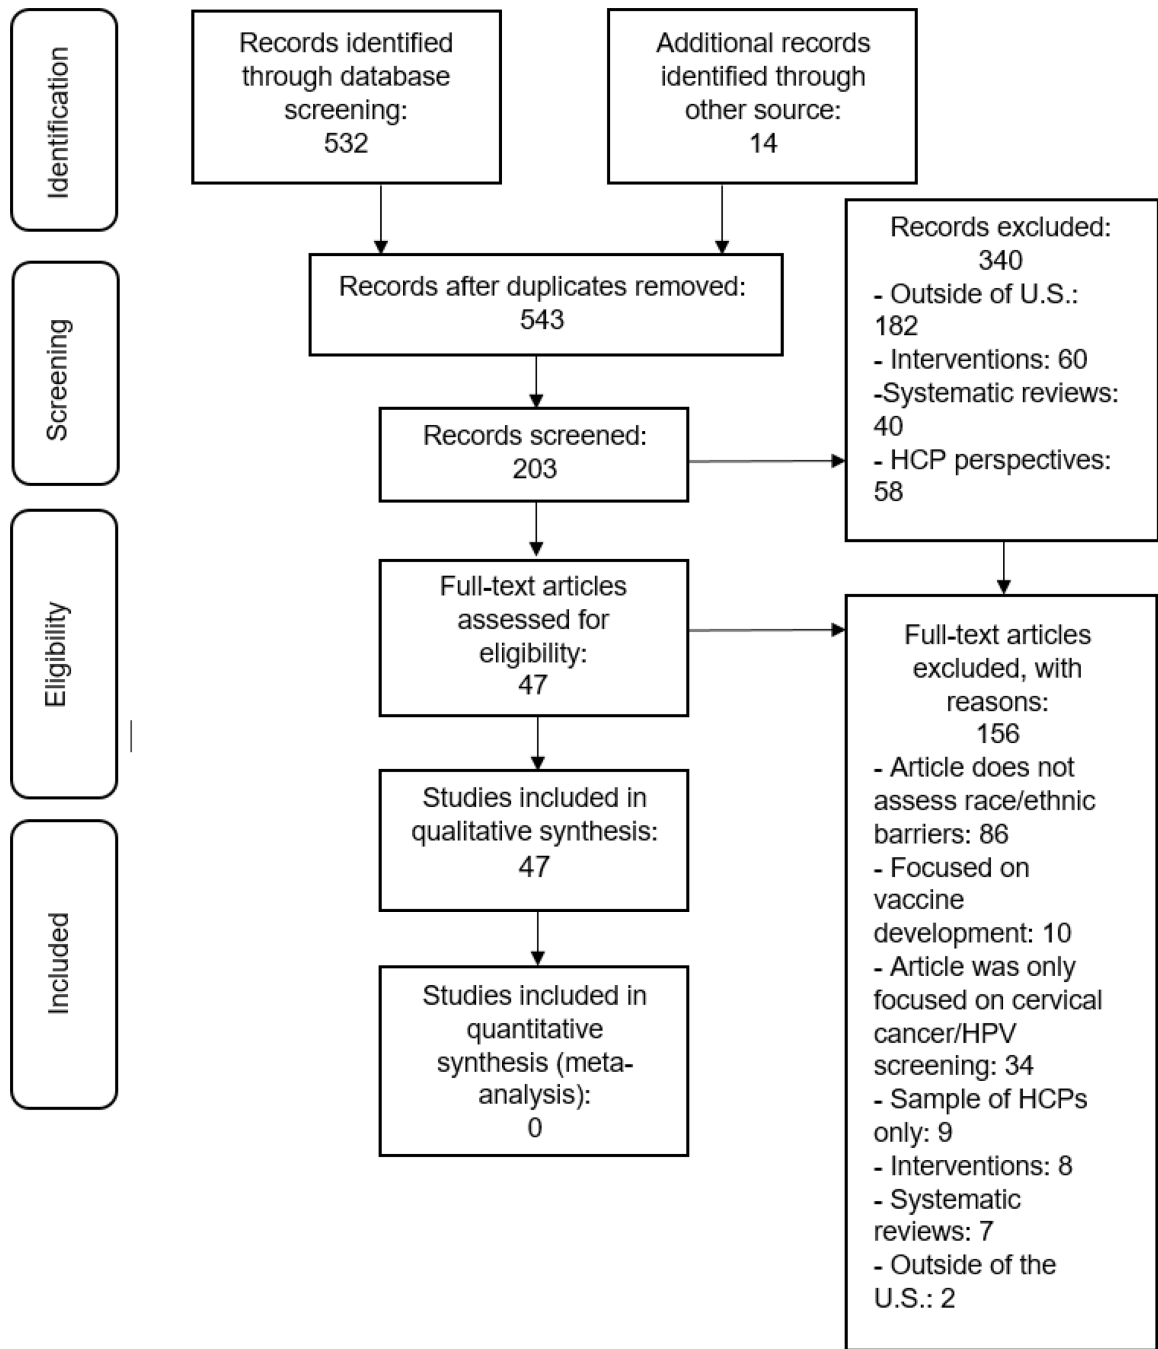 Identification
Records identified
through database
screening:
532
Additional records
identified through
other source:
14
Records after duplicates removed:
543
Screening
Records screened:
203
Records excluded:
340
- Outside of U.S.:
182
- Interventions: 60
-Systematic reviews:
40
- HCP perspectives:
58
Eligibility
Full-text articles
assessed for
eligibility:
47
Full-text articles
excluded, with
reasons:
156
- Article does not
assess race/ethnic
barriers: 86
- Focused on
vaccine
development: 10
- Article was only
focused on cervical
cancer/HPV
screening: 34
- Sample of HCPs
only: 9
- Interventions: 8
- Systematic
reviews: 7
- Outside of the
U.S.: 2
Included
Studies included in
qualitative synthesis:
47
Studies included in
quantitative
synthesis (meta-
analysis):
0